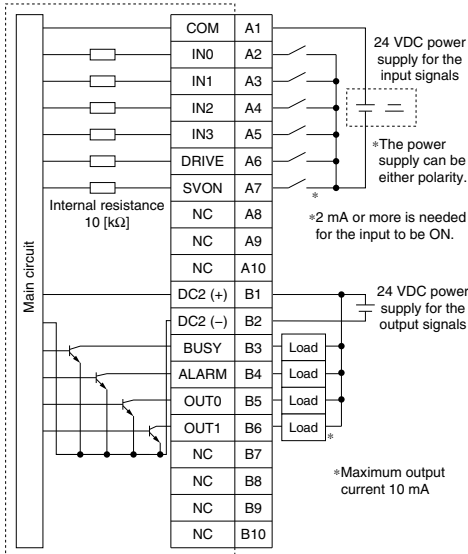 COM A1
IN0 A2
IN1 A3
IN2 A4
IN3 A5
DRIVE A6
SVON A7
NC A8
NC A9
NC A10
DC2 (+) B1
DC2 (−) B2
BUSY B3
ALARM B4
OUT0 B5
OUT1 B6
NC B7
NC B8
NC B9
NC B10
Main circuit
Internal resistance
10 [kΩ]
24 VDC power
supply for the
input signals
*The power
supply can be
either polarity.
*
*2 mA or more is needed
for the input to be ON.
24 VDC power
supply for the
output signals
Load
Load
Load
Load
*
*Maximum output
current 10 mA